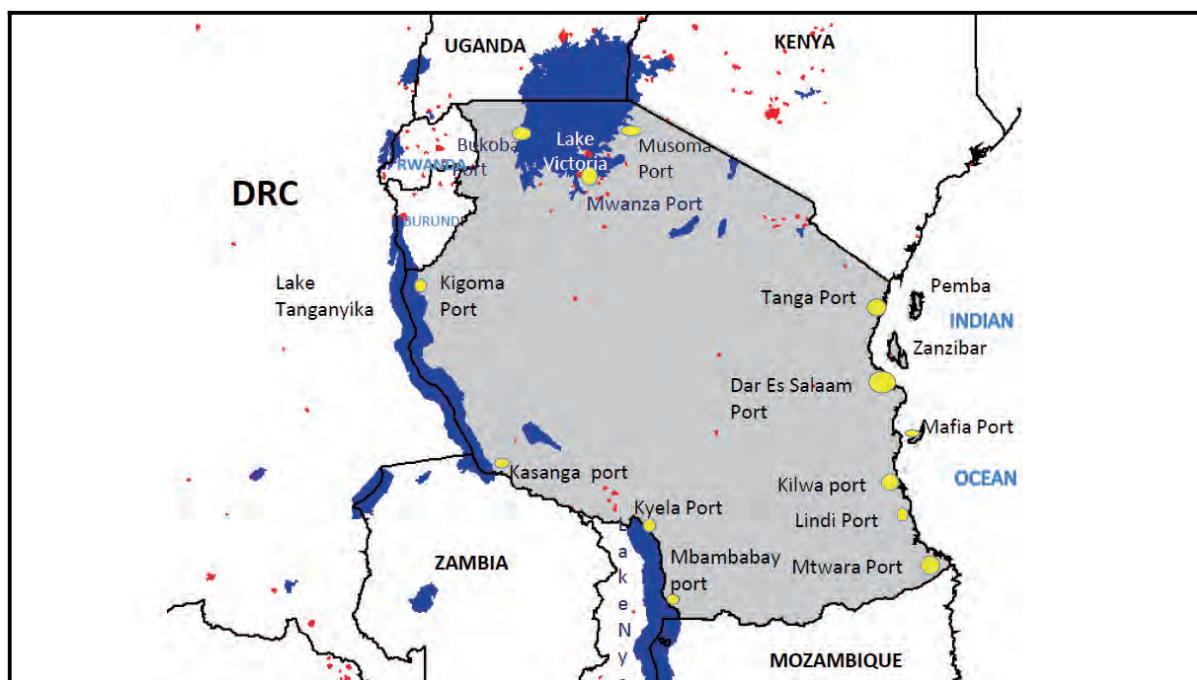 UGANDA
KENYA
Bukoba
Port
Lake
Victoria
Musoma
Port
RWANDA
Mwanza Port
DRC
BURUNDI
Lake
Tanganyika
Kigoma
Port
Tanga Port
Pemba
INDIAN
Zanzibar
Dar Es Salaam
Port
Mafia Port
OCEAN
Kasanga port
Kilwa port
Kyela Port
Lindi Port
ZAMBIA
Mbambabay
port
Mtwara Port
L
a
k
e
N
y
MOZAMBIQUE